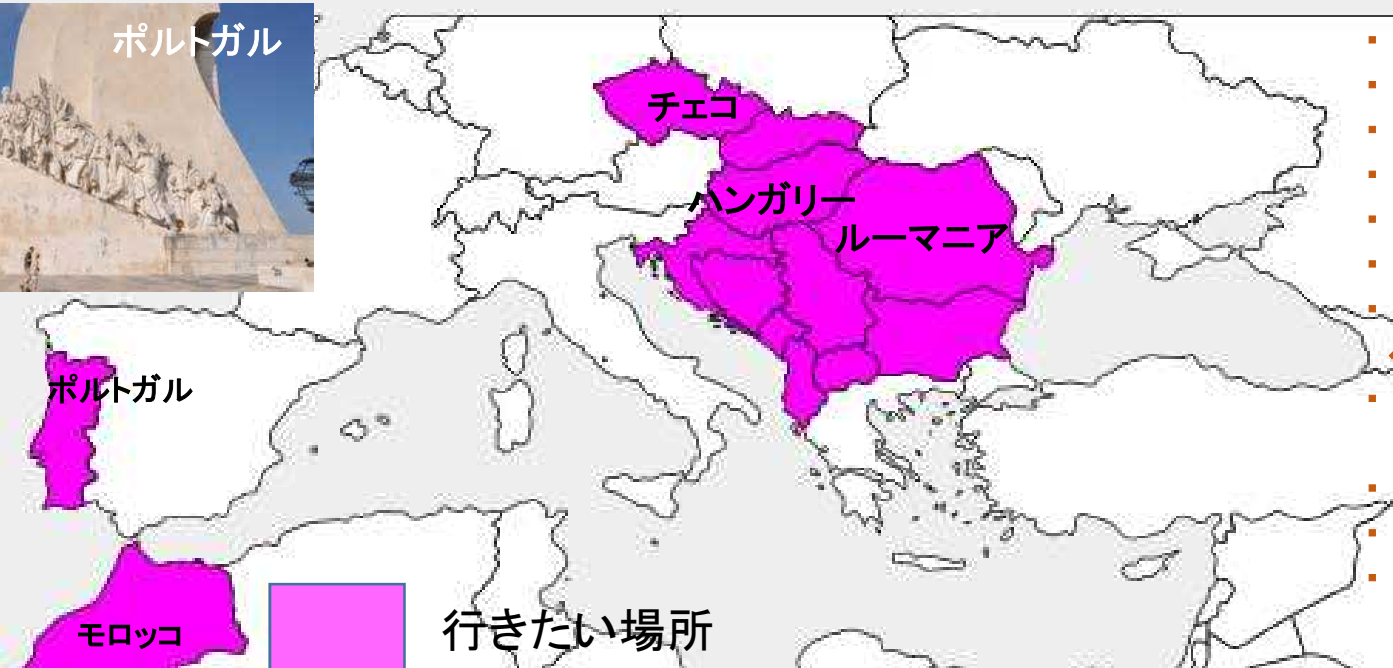 ポルトガル
チェコ
ハンガリー
ルーマニア
ポルトガル
モロッコ
行きたい場所